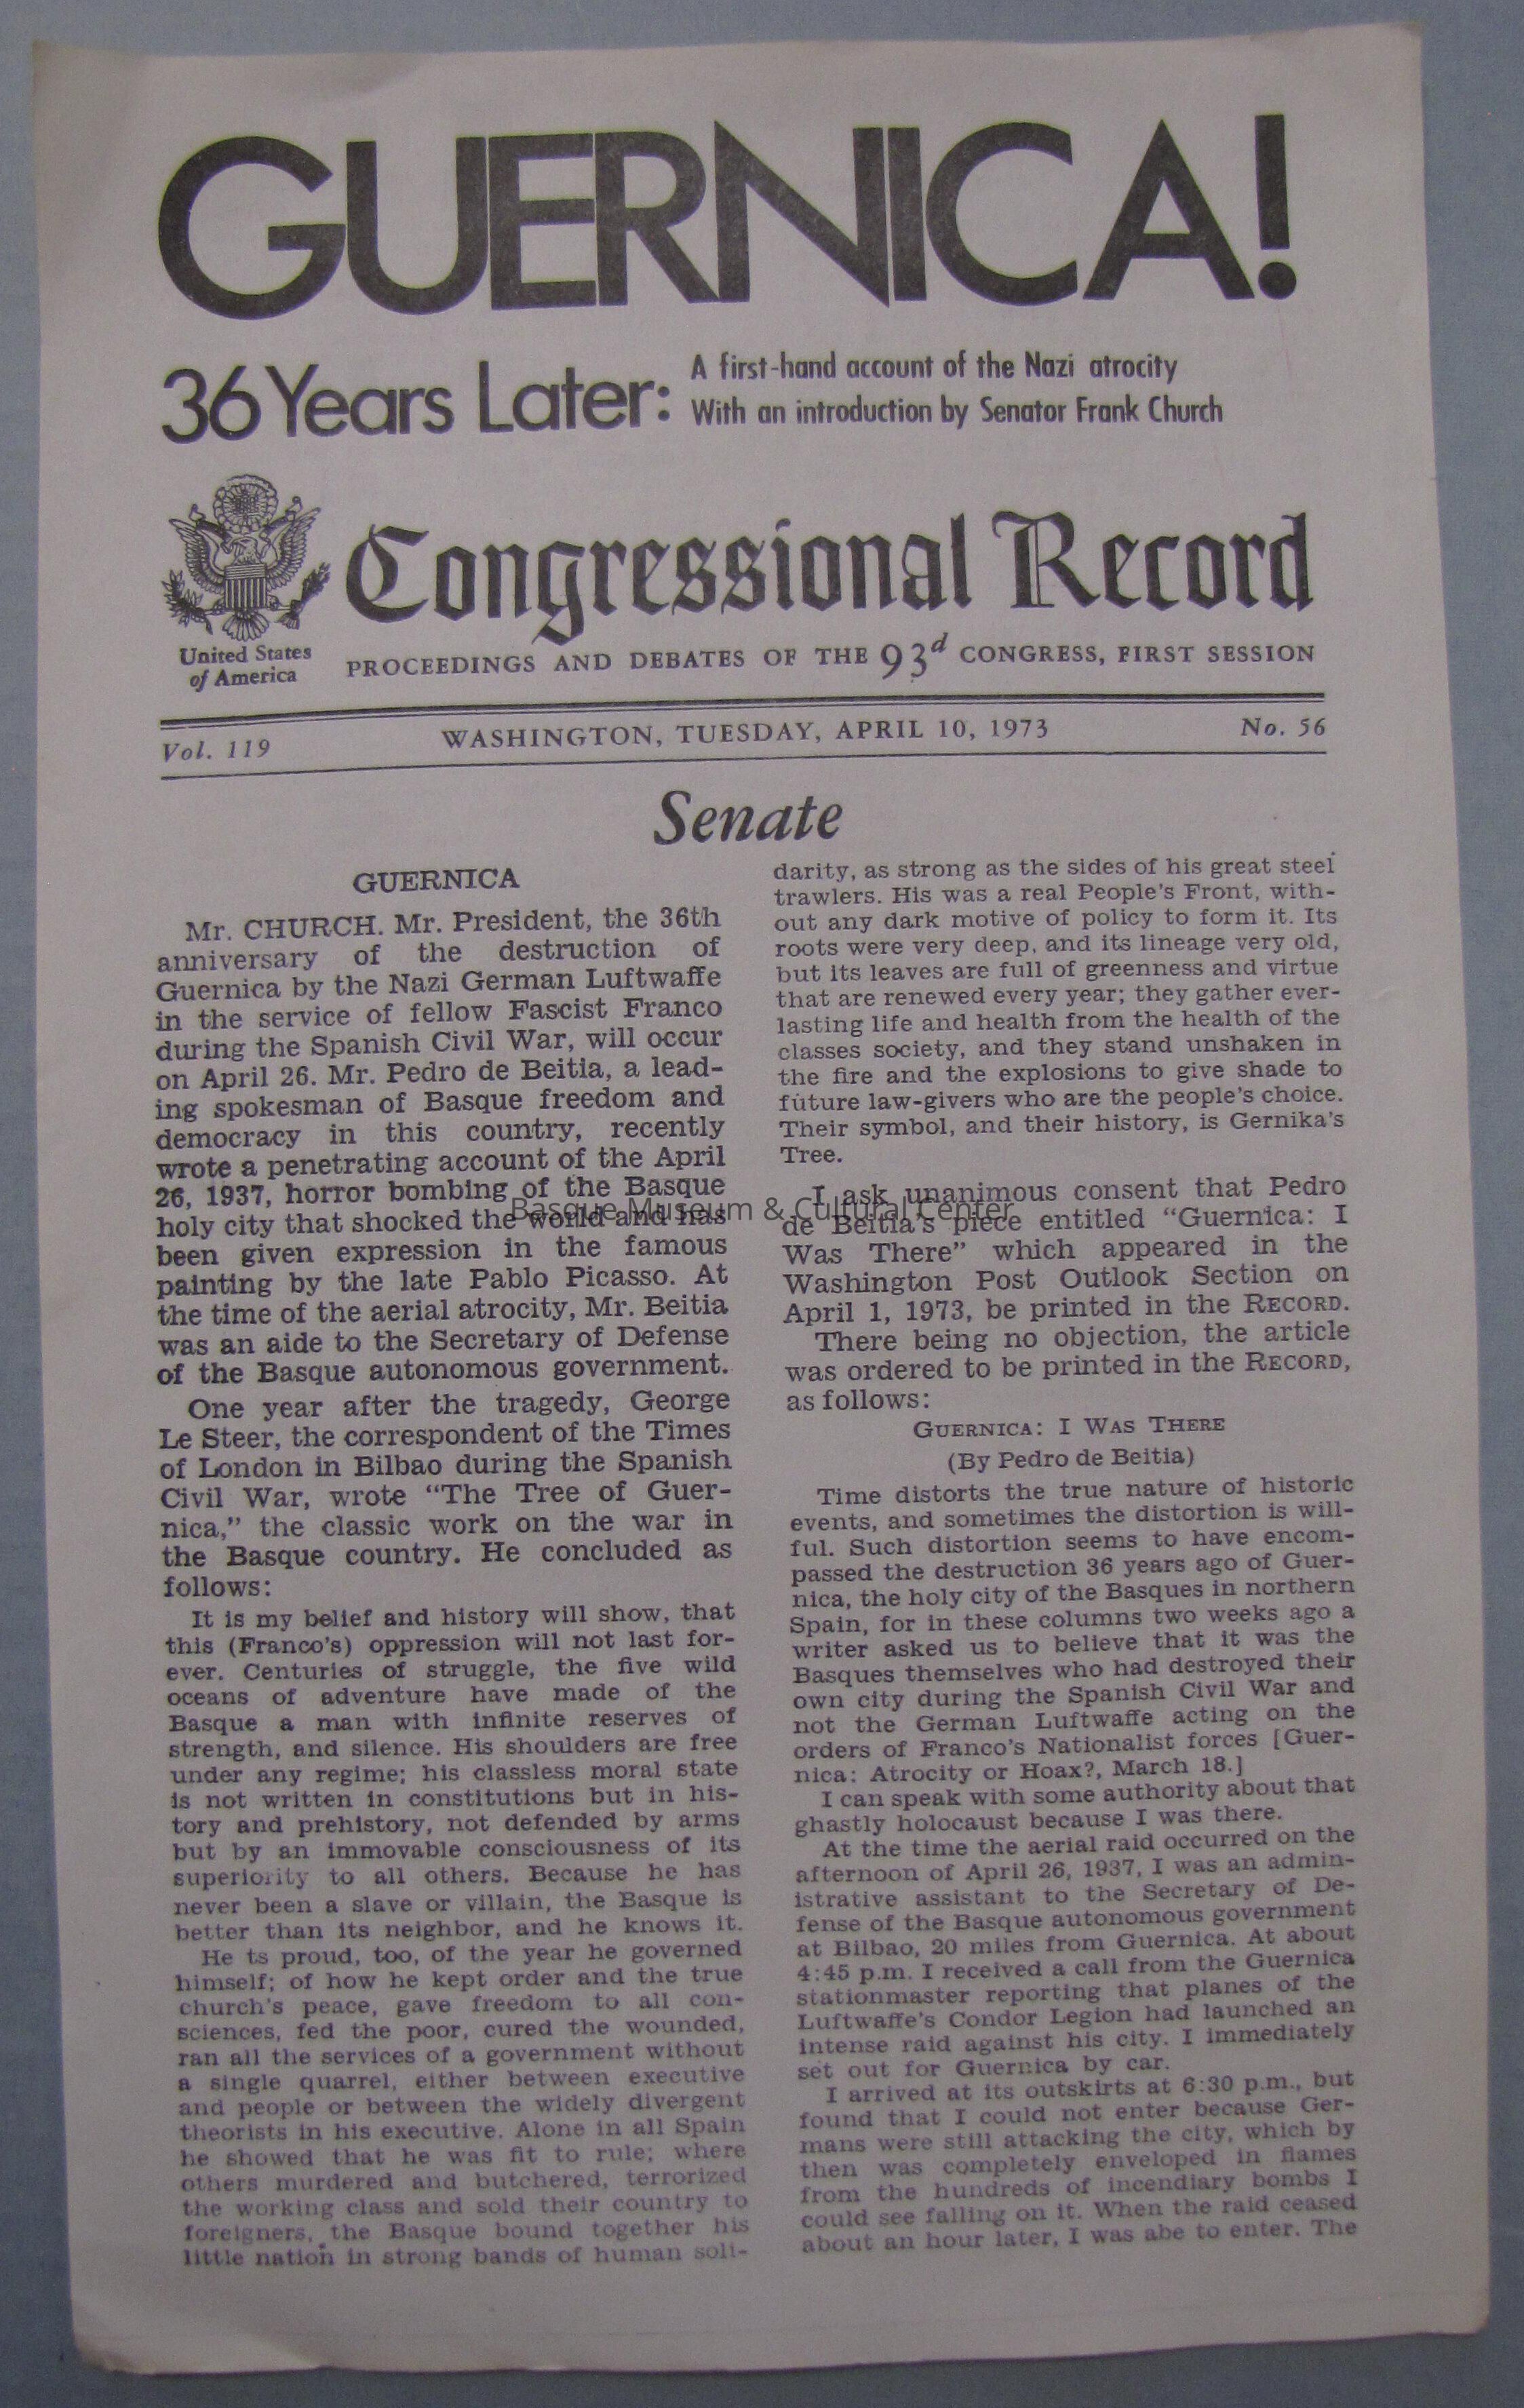 GUERNICA!
36 Years Later:
A first-hand account of the Nazi atrocity
With an introduction by Senator Frank Church
United States
of America
Congressional Record
PROCEEDINGS AND DEBATES OF THE 93d CONGRESS, FIRST SESSION
Vol. 119
WASHINGTON, TUESDAY, APRIL 10, 1973
No. 56
Senate
GUERNICA
Mr. CHURCH. Mr. President, the 36th
anniversary of the destruction of
Guernica by the Nazi German Luftwaffe
in the service of fellow Fascist Franco
during the Spanish Civil War, will occur
on April 26. Mr. Pedro de Beitia, a lead-
ing spokesman of Basque freedom and
democracy in this country, recently
wrote a penetrating account of the April
26, 1937, horror bombing of the Basque
holy city that shocked the world and has
been given expression in the famous
painting by the late Pablo Picasso. At
the time of the aerial atrocity, Mr. Beitia
was an aide to the Secretary of Defense
of the Basque autonomous government.
One year after the tragedy, George
Le Steer, the correspondent of the Times
of London in Bilbao during the Spanish
Civil War, wrote "The Tree of Guer-
nica," the classic work on the war in
the Basque country. He concluded as
follows:
It is my belief and history will show, that
this (Franco's) oppression will not last for-
ever. Centuries of struggle, the five wild
oceans of adventure have made of the
Basque a man with infinite reserves of
strength, and silence. His shoulders are free
under any regime; his classless moral state
is not written in constitutions but in his-
tory and prehistory, not defended by arms
but by an immovable consciousness of its
superiority to all others. Because he has
never been a slave or villain, the Basque is
better than its neighbor, and he knows it.
He ts proud, too, of the year he governed
himself; of how he kept order and the true
church's peace, gave freedom to all con-
sciences, fed the poor, cured the wounded,
ran all the services of a government without
a single quarrel, either between executive
and people or between the widely divergent
theorists in his executive. Alone in all Spain
he showed that he was fit to rule; where
others murdered and butchered, terrorized
the working class and sold their country to
foreigners, the Basque bound together his
little nation in strong bands of human soli-
darity, as strong as the sides of his great steel
trawlers. His was a real People's Front, with-
out any dark motive of policy to form it. Its
roots were very deep, and its lineage very old,
but its leaves are full of greenness and virtue
that are renewed every year; they gather ever-
lasting life and health from the health of the
classes society, and they stand unshaken in
the fire and the explosions to give shade to
future law-givers who are the people's choice.
Their symbol, and their history, is Gernika's
Tree.
I ask unanimous consent that Pedro
de Beitia's piece entitled "Guernica: I
Was There" which appeared in the
Washington Post Outlook Section on
April 1, 1973, be printed in the RECORD.
There being no objection, the article
was ordered to be printed in the RECORD,
as follows:
GUERNICA: I WAS THERE
(By Pedro de Beitia)
Time distorts the true nature of historic
events, and sometimes the distortion is will-
ful. Such distortion seems to have encom-
passed the destruction 36 years ago of Guer-
nica, the holy city of the Basques in northern
Spain, for in these columns two weeks ago a
writer asked us to believe that it was the
Basques themselves who had destroyed their
own city during the Spanish Civil War and
not the German Luftwaffe acting on the
orders of Franco's Nationalist forces [Guer-
nica: Atrocity or Hoax?, March 18.]
I can speak with some authority about that
ghastly holocaust because I was there.
At the time the aerial raid occurred on the
afternoon of April 26, 1937, I was an admin-
istrative assistant to the Secretary of De-
fense of the Basque autonomous government
at Bilbao, 20 miles from Guernica. At about
4:45 p.m. I received a call from the Guernica
stationmaster reporting that planes of the
Luftwaffe's Condor Legion had launched an
intense raid against his city. I immediately
set out for Guernica by car.
I arrived at its outskirts at 6:30 p.m., but
found that I could not enter because Ger-
mans were still attacking the city, which by
then was completely enveloped in flames
from the hundreds of incendiary bombs I
could see falling on it. When the raid ceased
about an hour later, I was abe to enter. The
Basque Museum & Cultural Center